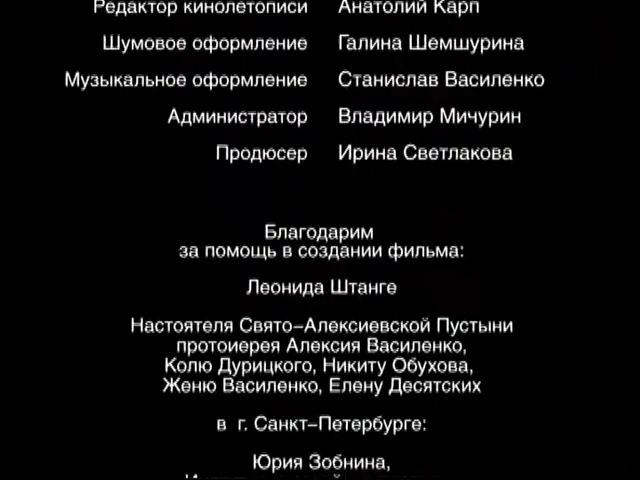 Редактор кинолетописи Анатолий Карп
Шумовое оформление Галина Шемшурина
Музыкальное оформление Станислав Василенко
Администратор Владимир Мичурин
Продюсер Ирина Светлакова
Благодарим
за помощь в создании фильма:
Леонида Штанге
Настоятеля Свято-Алексиевской Пустыни
протоиерея Алексия Василенко,
Колю Дурицкого, Никиту Обухова,
Женю Василенко, Елену Десятских
в г. Санкт-Петербурге:
Юрия Зобнина,